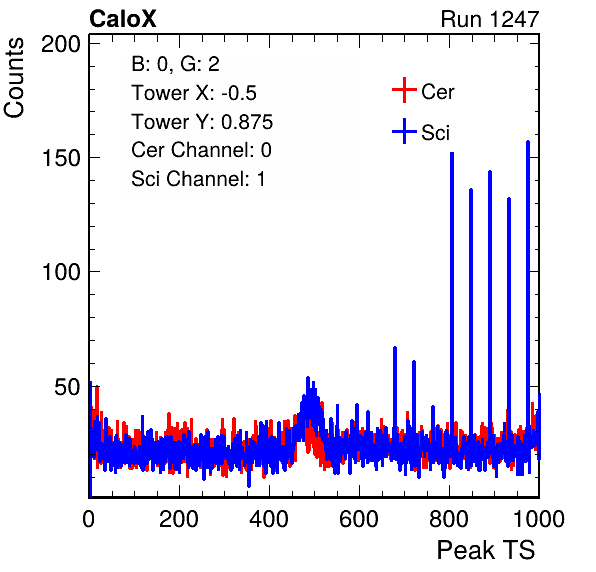 CaloX Run 1247
Counts
200
150
100
50
B: 0, G: 2
Tower X: -0.5
Tower Y: 0.875
Cer Channel: 0
Sci Channel: 1
Cer
Sci
0 200 400 600 800 1000
Peak TS